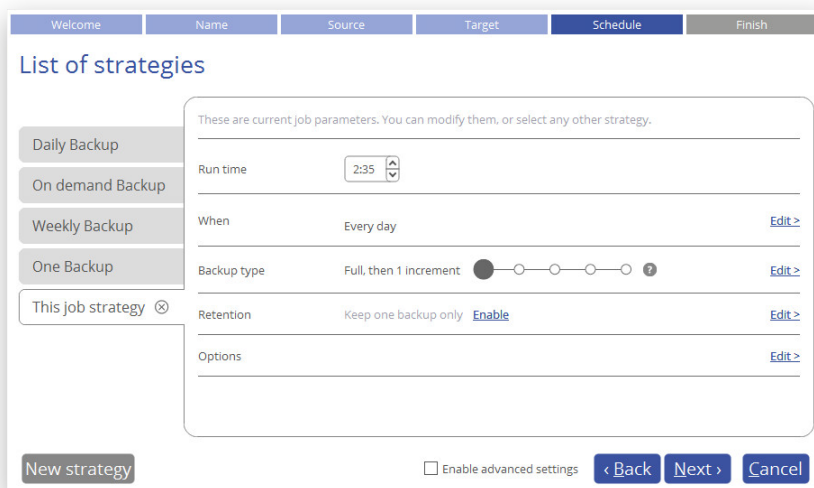 Welcome Name Source Target Schedule Finish
List of strategies
These are current job parameters. You can modify them, or select any other strategy.
Daily Backup
On demand Backup
Weekly Backup
One Backup
This job strategy
Run time 2:35
When Every day Edit >
Backup type Full, then 1 increment ? Edit >
Retention Keep one backup only Enable Edit >
Options Edit >
New strategy Enable advanced settings ‹ Back Next › Cancel